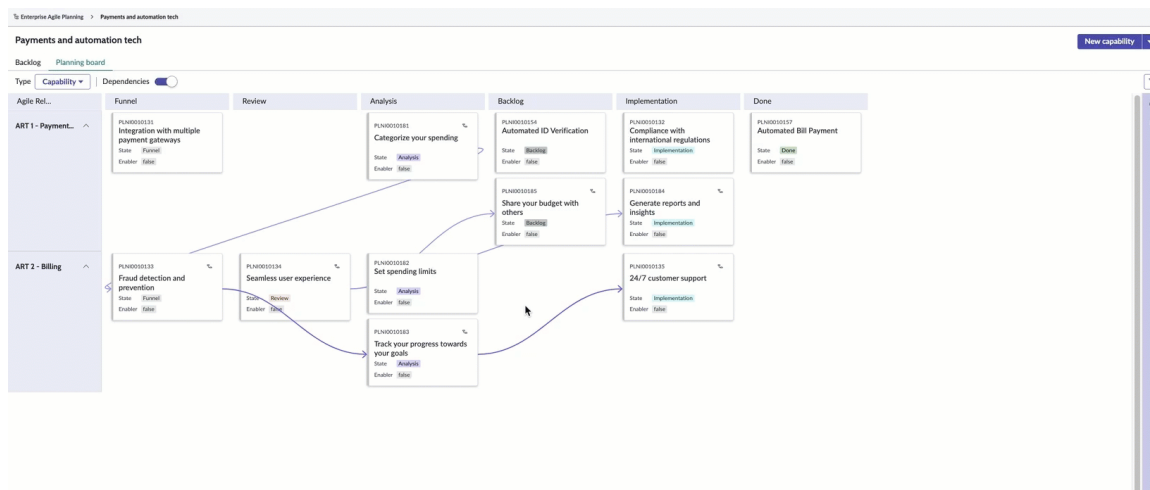 Enterprise Agile Planning > Payments and automation tech
Payments and automation tech
New capability
Backlog Planning board
Type Capability Dependencies
Agile Rel... Funnel Review Analysis Backlog Implementation Done
ART 1 - Payment...
PLNI0010131
Integration with multiple
payment gateways
State Funnel
Enabler false
PLNI0010181
Categorize your spending
State Analysis
Enabler false
PLNI0010154
Automated ID Verification
State Backlog
Enabler false
PLNI0010132
Compliance with
international regulations
State Implementation
Enabler false
PLNI0010157
Automated Bill Payment
State Done
Enabler false
PLNI0010185
Share your budget with
others
State Backlog
Enabler false
PLNI0010184
Generate reports and
insights
State Implementation
Enabler false
ART 2 - Billing
PLNI0010133
Fraud detection and
prevention
State Funnel
Enabler false
PLNI0010134
Seamless user experience
State Review
Enabler false
PLNI0010182
Set spending limits
State Analysis
Enabler false
PLNI0010135
24/7 customer support
State Implementation
Enabler false
PLNI0010183
Track your progress towards
your goals
State Analysis
Enabler false